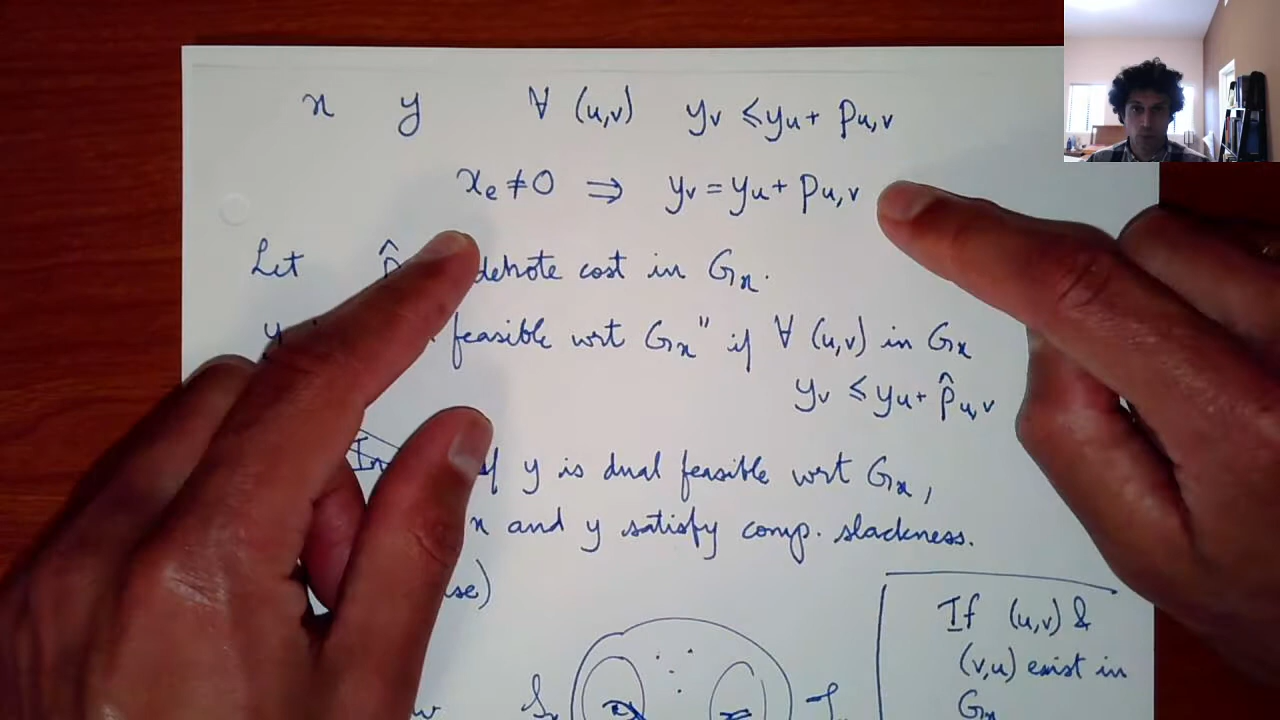 x y ∀ (u,v) yv ≤ yu + pu,v
xe ≠ 0 ⇒ yv = yu + pu,v
Let denote cost in Gx.
y feasible wrt Gx" if ∀ (u,v) in Gx
yv ≤ yu + p̂u,v
If y is dual feasible wrt Gx,
x and y satisfy comp. slackness.
If (u,v) &
(v,u) exist in
Gx